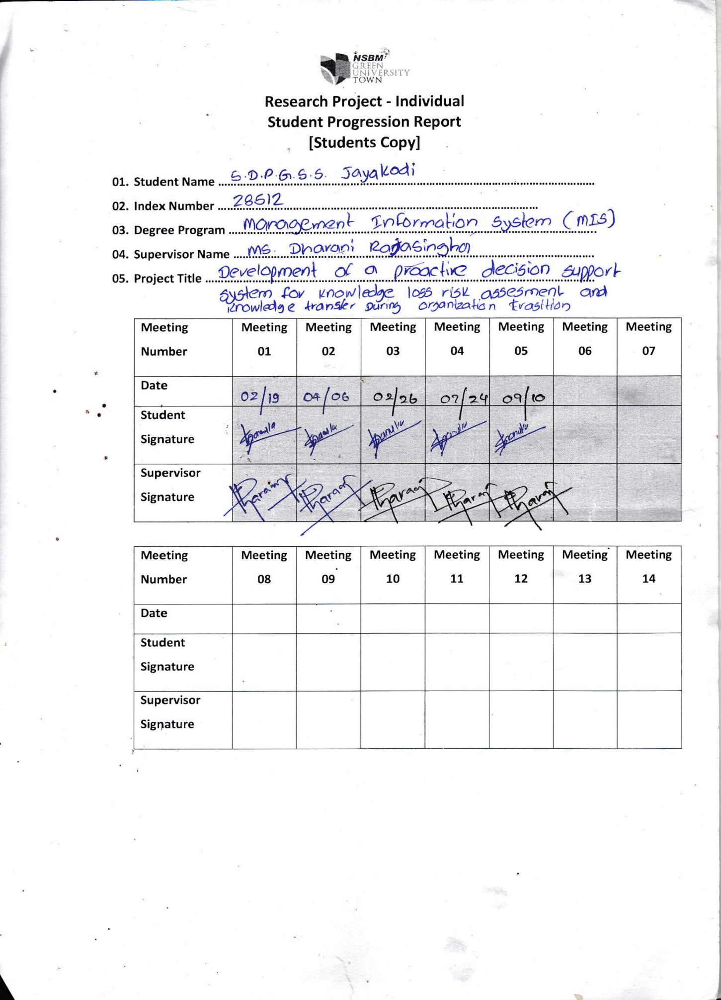 NSBM
GREEN
UNIVERSITY
TOWN
Research Project - Individual
Student Progression Report
[Students Copy]
01. Student Name S.D.P.G.S.S. Jayakodi
02. Index Number 28512
03. Degree Program Management Information System (MIS)
04. Supervisor Name Ms. Dharani Rajasingha
05. Project Title Development of a proactive decision support
system for knowledge loss risk assesment and
knowledge transfer During organization trasition
Meeting Number Meeting 01 Meeting 02 Meeting 03 Meeting 04 Meeting 05 Meeting 06 Meeting 07
Date 02/19 04/06 02/26 07/24 09/10
Student Signature
Supervisor Signature
Meeting Number Meeting 08 Meeting 09 Meeting 10 Meeting 11 Meeting 12 Meeting 13 Meeting 14
Date
Student Signature
Supervisor Signature